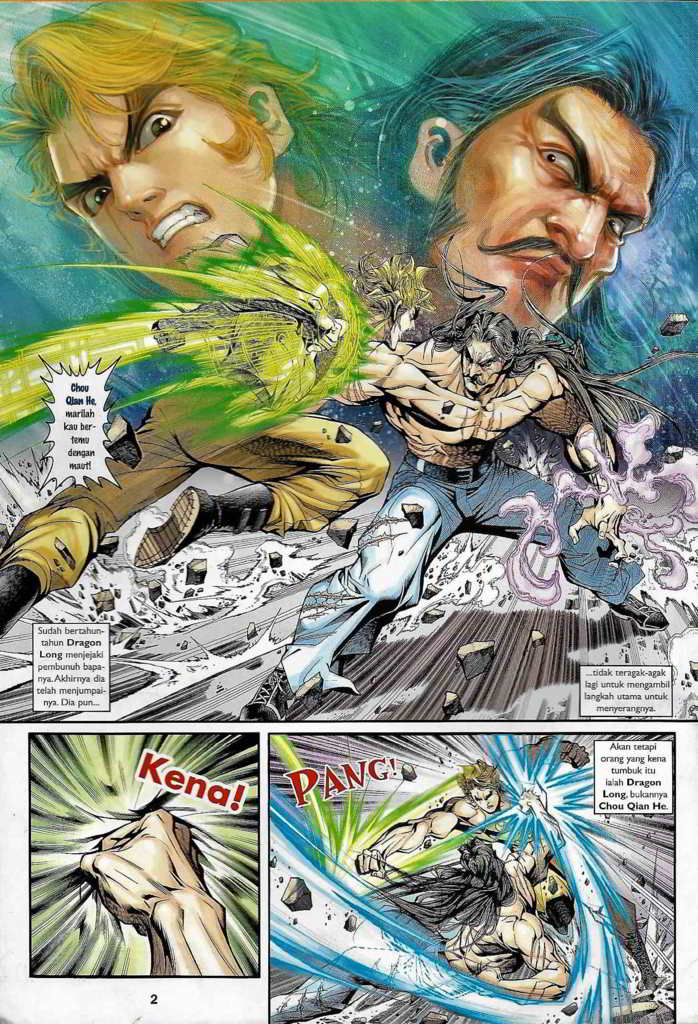 Chou
Qian He,
marilah
kau ber-
temu
dengan
maut!
Sudah bertahun-
tahun Dragon
Long menjejaki
pembunuh bapa-
nya. Akhirnya dia
telah menjumpai-
nya. Dia pun...
...tidak teragak-agak
lagi untuk mengambil
langkah utama untuk
menyerangnya.
Kena!
PANG!
Akan tetapi
orang yang kena
tumbuk itu
ialah Dragon
Long, bukannya
Chou Qian He.
2